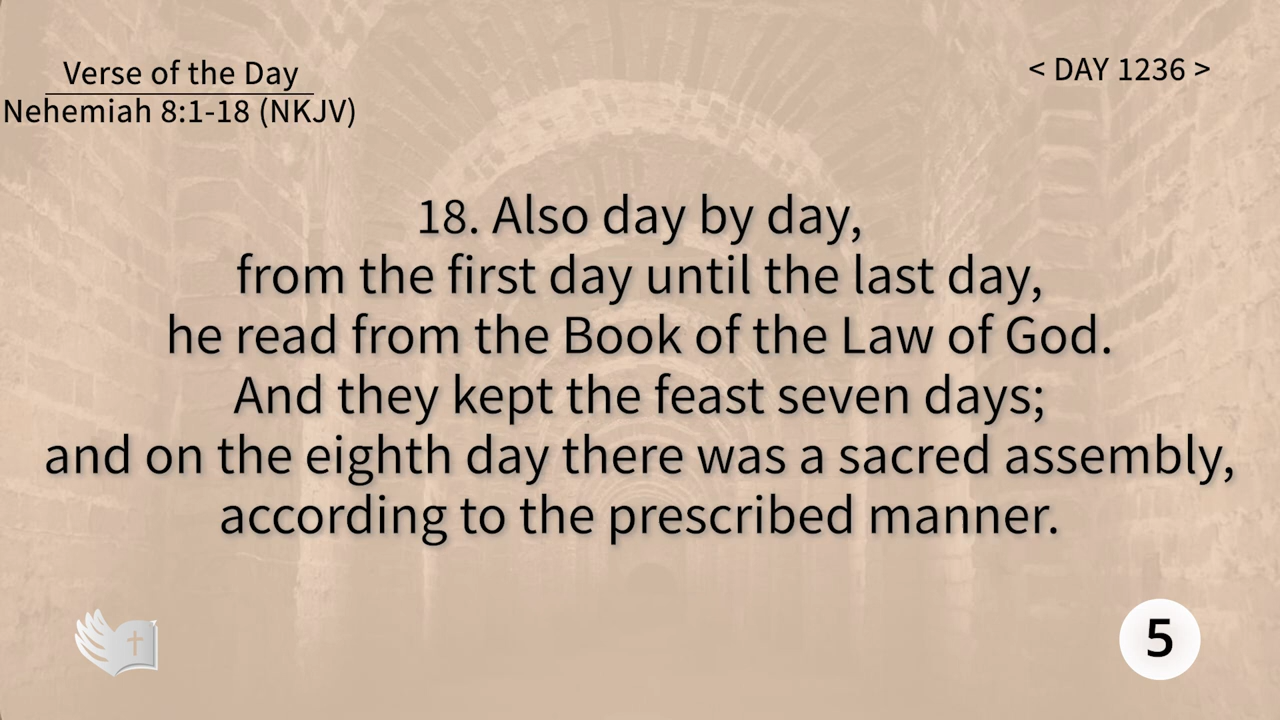 Verse of the Day
Nehemiah 8:1-18 (NKJV)
< DAY 1236 >
18. Also day by day,
from the first day until the last day,
he read from the Book of the Law of God.
And they kept the feast seven days;
and on the eighth day there was a sacred assembly,
according to the prescribed manner.
5